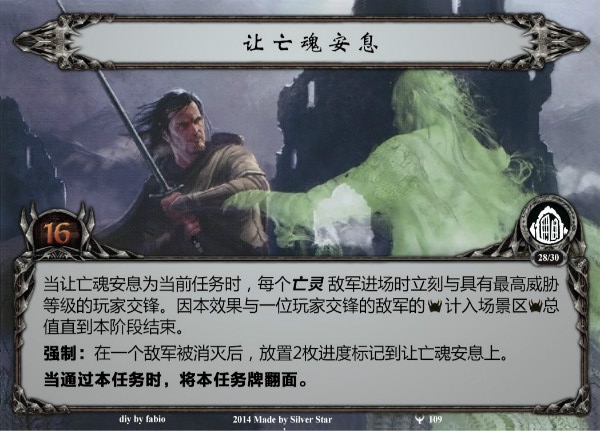 让亡魂安息
16
28/30
当让亡魂安息为当前任务时，每个亡灵 敌军进场时立刻与具有最高威胁
等级的玩家交锋。因本效果与一位玩家交锋的敌军的计入场景区总
值直到本阶段结束。
强制：在一个敌军被消灭后，放置2枚进度标记到让亡魂安息上。
当通过本任务时，将本任务牌翻面。
diy by fabio 2014 Made by Silver Star 109